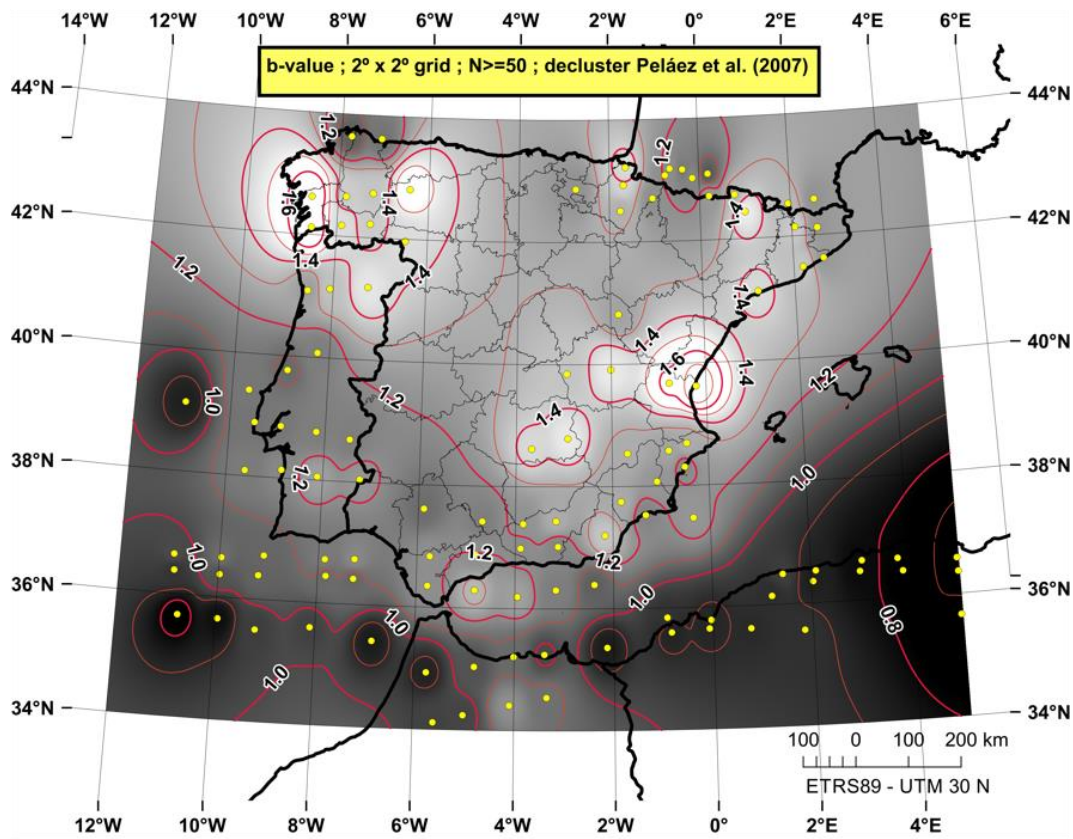 14°W 12°W 10°W 8°W 6°W 4°W 2°W 0° 2°E 4°E 6°E
b-value ; 2º x 2º grid ; N>=50 ; decluster Peláez et al. (2007)
44°N 44°N
1.2 1.2
1.6 1.4 1.4
42°N 42°N
1.4 1.4
1.2 1.4
40°N 1.4 40°N
1.6 1.4
1.0 1.2 1.2
1.4
38°N 38°N
1.2 1.0
1.2 1.2
1.0
36°N 36°N
1.0 1.0 0.8
1.0
34°N 34°N
100 0 100 200 km
ETRS89 - UTM 30 N
12°W 10°W 8°W 6°W 4°W 2°W 0° 2°E 4°E